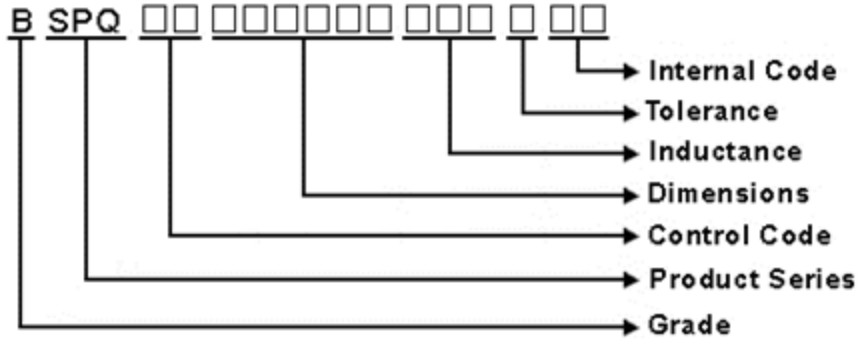 B SPQ □□ □□□□□□ □□□ □ □□
Internal Code
Tolerance
Inductance
Dimensions
Control Code
Product Series
Grade